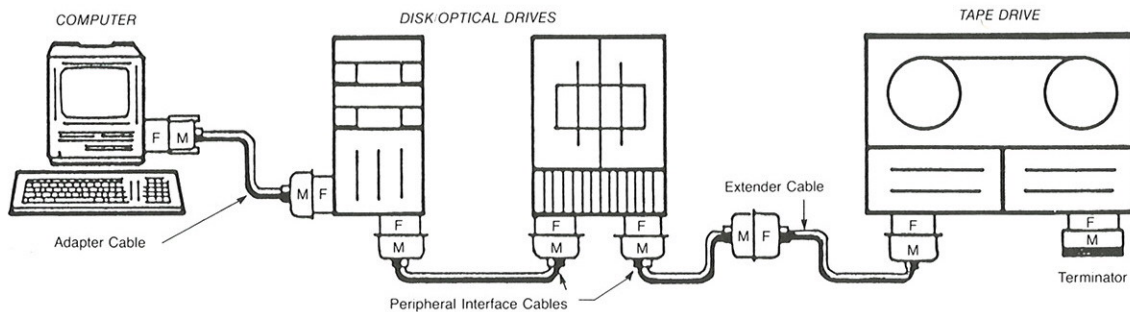 COMPUTER
DISK/OPTICAL DRIVES
TAPE DRIVE
F M
M F
F
M
F
M
F
M
M F
F
M
F
M
Extender Cable
Adapter Cable
Peripheral Interface Cables
Terminator